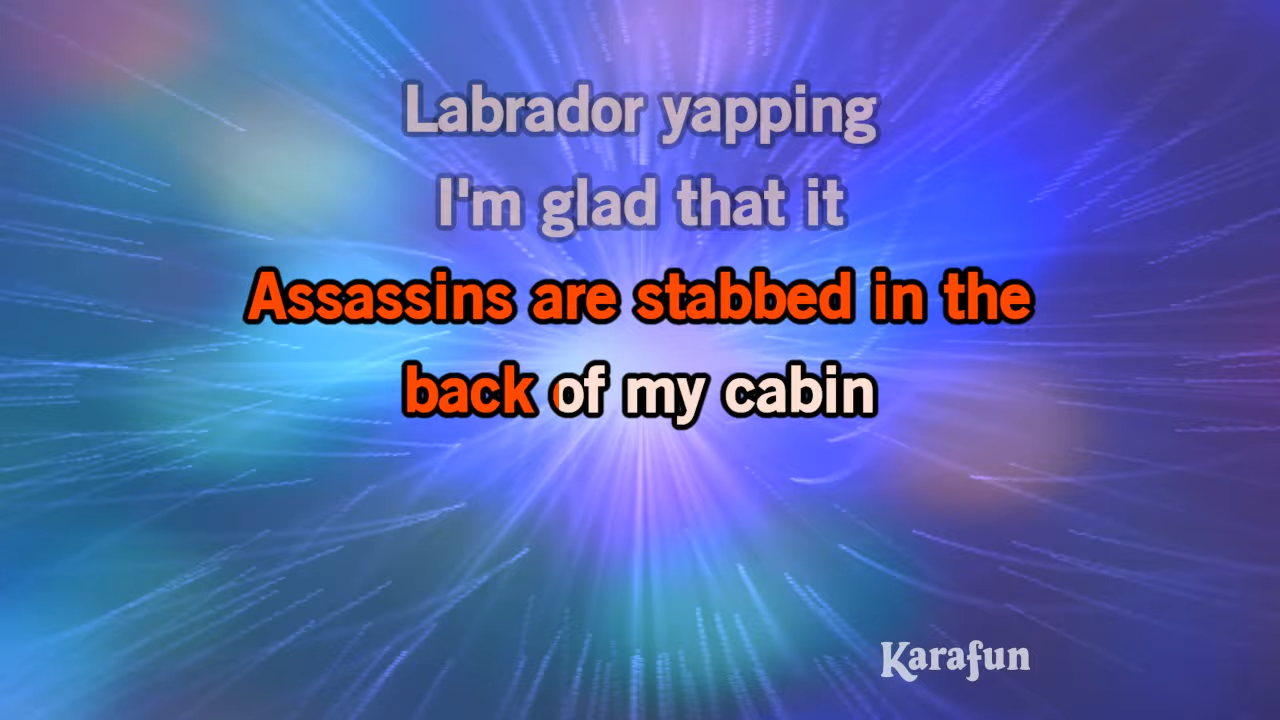 Labrador yapping
I'm glad that it
Assassins are stabbed in the
back of my cabin
Karafun